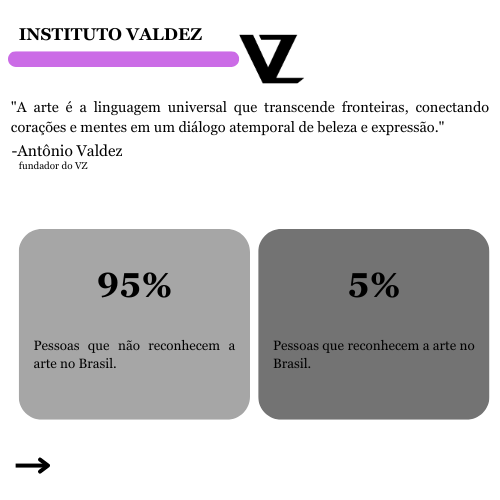 INSTITUTO VALDEZ
VZ
"A arte é a linguagem universal que transcende fronteiras, conectando
corações e mentes em um diálogo atemporal de beleza e expressão."
-Antônio Valdez
fundador do VZ
95%
Pessoas que não reconhecem a
arte no Brasil.
5%
Pessoas que reconhecem a arte no
Brasil.